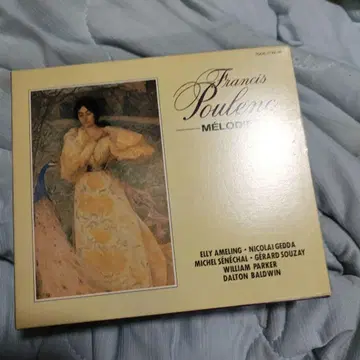 Francis
Poulenc
MÉLODIES
ELLY AMELING • NICOLAI GEDDA
MICHEL SÉNÉCHAL • GÉRARD SOUZAY
WILLIAM PARKER
DALTON BALDWIN